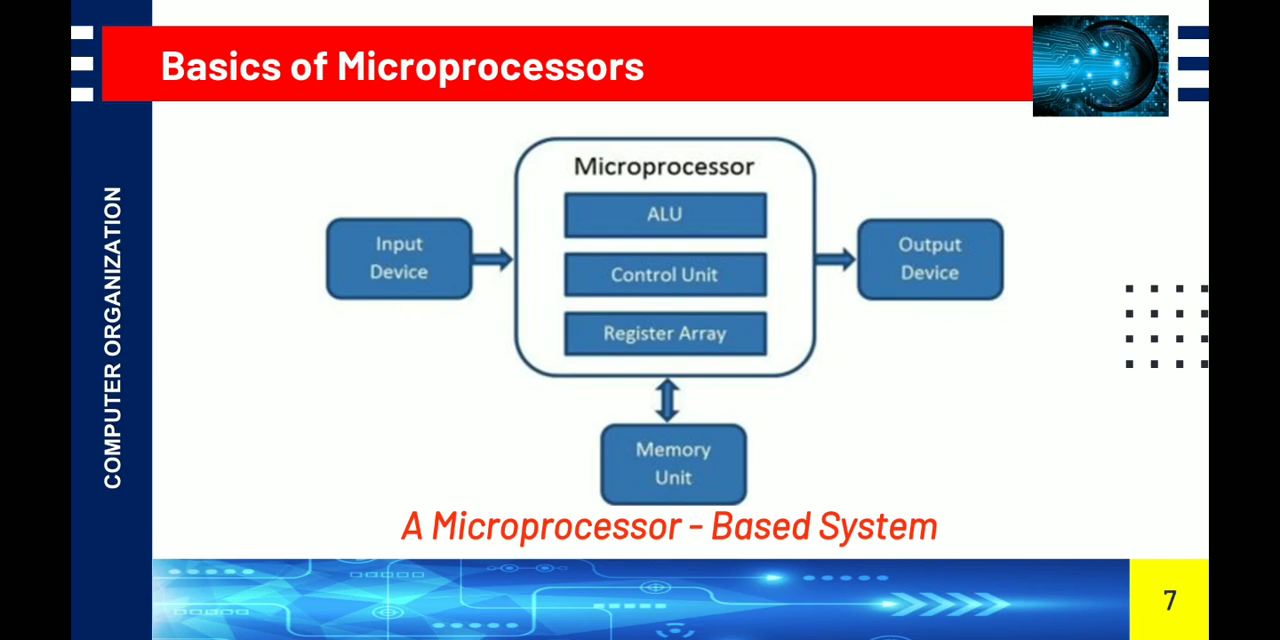 Basics of Microprocessors
COMPUTER ORGANIZATION
Microprocessor
ALU
Control Unit
Register Array
Input
Device
Output
Device
Memory
Unit
A Microprocessor - Based System
7